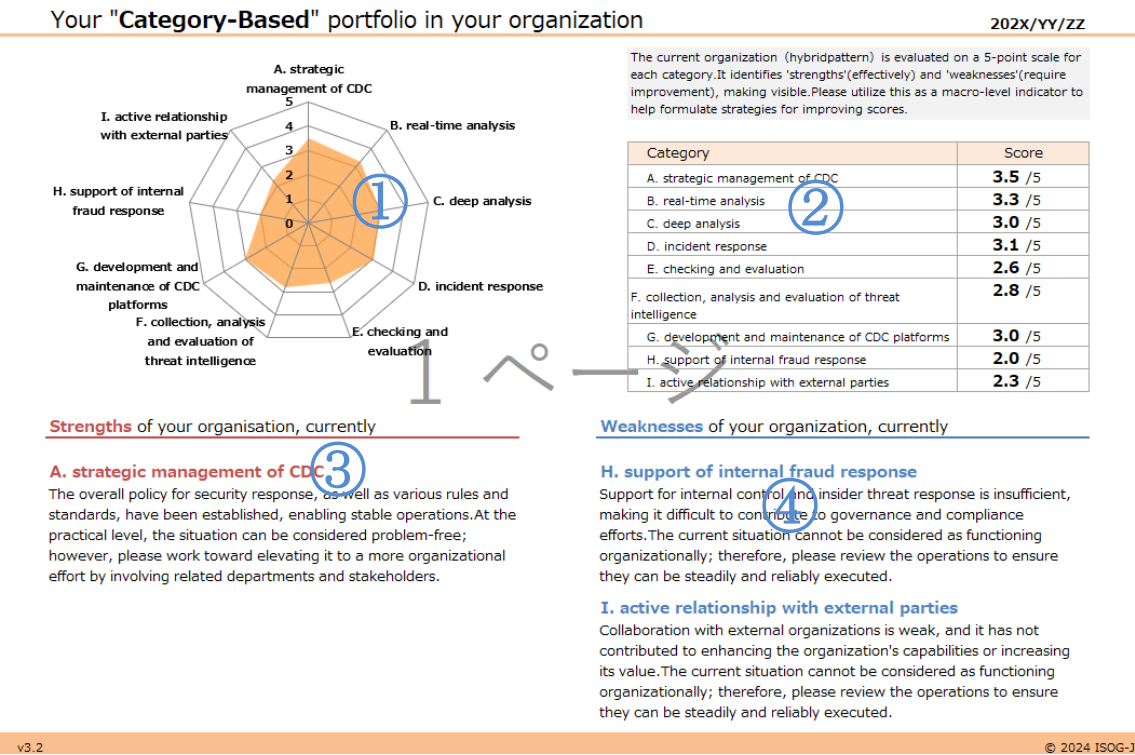 Your "Category-Based" portfolio in your organization
202X/YY/ZZ
A. strategic
management of CDC
5
4
3
2
1
0
B. real-time analysis
C. deep analysis
D. incident response
E. checking and
evaluation
F. collection, analysis
and evaluation of
threat intelligence
G. development and
maintenance of CDC
platforms
H. support of internal
fraud response
I. active relationship
with external parties
①
The current organization（hybridpattern）is evaluated on a 5-point scale for
each category.It identifies 'strengths'(effectively) and 'weaknesses'(require
improvement), making visible.Please utilize this as a macro-level indicator to
help formulate strategies for improving scores.
Category Score
A. strategic management of CDC 3.5 /5
B. real-time analysis 3.3 /5
C. deep analysis 3.0 /5
D. incident response 3.1 /5
E. checking and evaluation 2.6 /5
F. collection, analysis and evaluation of threat
intelligence 2.8 /5
G. development and maintenance of CDC platforms 3.0 /5
H. support of internal fraud response 2.0 /5
I. active relationship with external parties 2.3 /5
②
1 ページ
Strengths of your organisation, currently
A. strategic management of CDC
③
The overall policy for security response, as well as various rules and
standards, have been established, enabling stable operations.At the
practical level, the situation can be considered problem-free;
however, please work toward elevating it to a more organizational
effort by involving related departments and stakeholders.
Weaknesses of your organization, currently
H. support of internal fraud response
④
Support for internal control and insider threat response is insufficient,
making it difficult to contribute to governance and compliance
efforts.The current situation cannot be considered as functioning
organizationally; therefore, please review the operations to ensure
they can be steadily and reliably executed.
I. active relationship with external parties
Collaboration with external organizations is weak, and it has not
contributed to enhancing the organization's capabilities or increasing
its value.The current situation cannot be considered as functioning
organizationally; therefore, please review the operations to ensure
they can be steadily and reliably executed.
v3.2
© 2024 ISOG-J